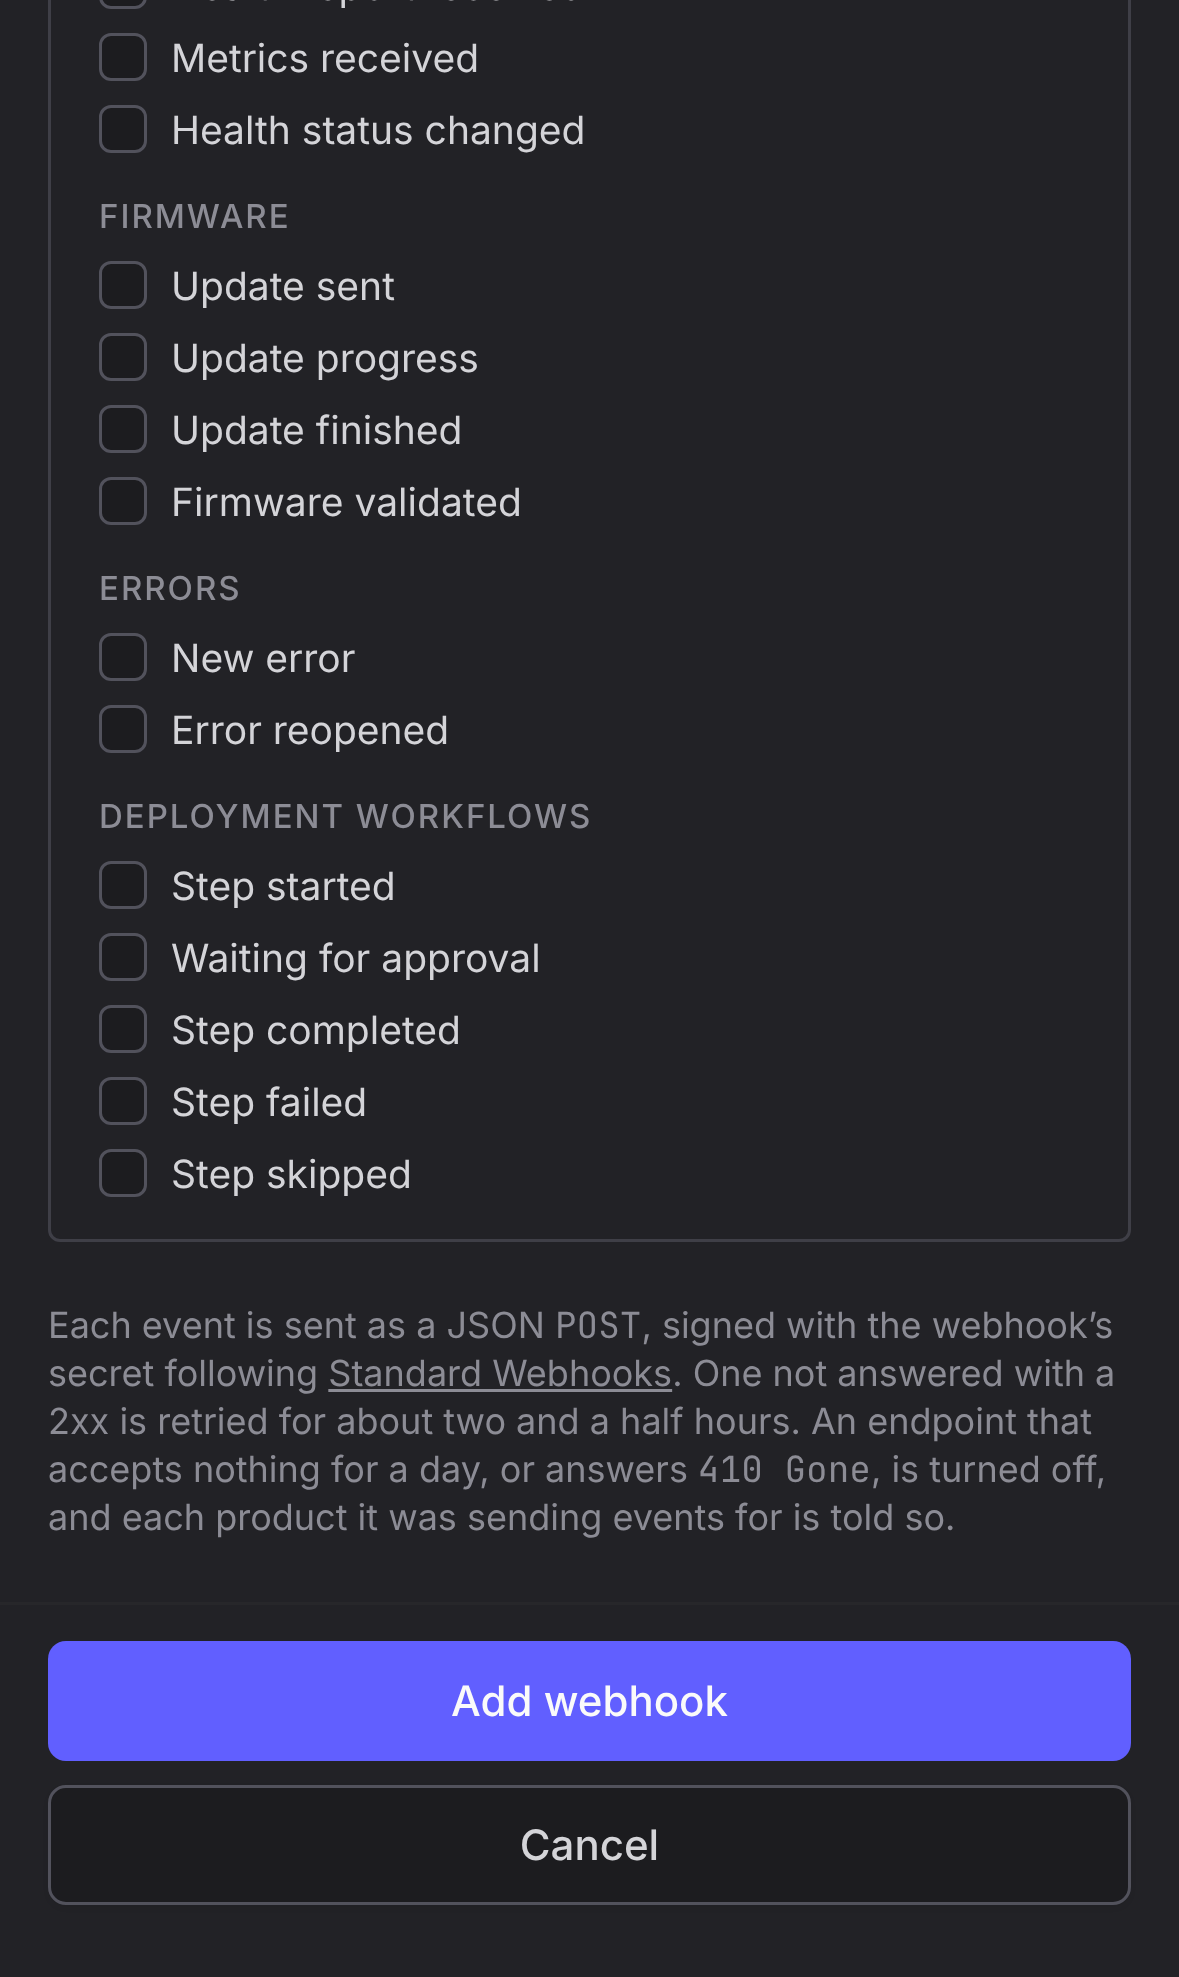 Metrics received
Health status changed
FIRMWARE
Update sent
Update progress
Update finished
Firmware validated
ERRORS
New error
Error reopened
DEPLOYMENT WORKFLOWS
Step started
Waiting for approval
Step completed
Step failed
Step skipped
Each event is sent as a JSON POST, signed with the webhook’s
secret following Standard Webhooks. One not answered with a
2xx is retried for about two and a half hours. An endpoint that
accepts nothing for a day, or answers 410 Gone, is turned off,
and each product it was sending events for is told so.
Add webhook
Cancel